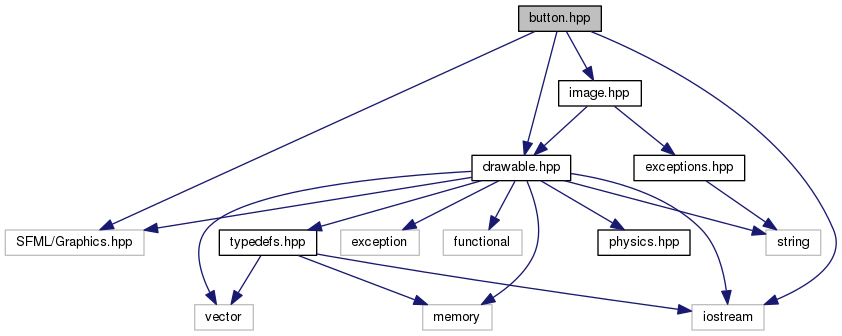 button.hpp
image.hpp
drawable.hpp
exceptions.hpp
SFML/Graphics.hpp
typedefs.hpp
exception
functional
physics.hpp
string
vector
memory
iostream